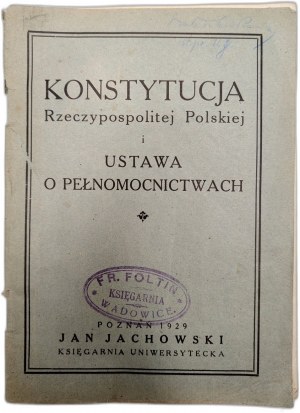 KONSTYTUCJA
Rzeczypospolitej Polskiej
i
USTAWA
O PEŁNOMOCNICTWACH
FR. FOLTIN
KSIĘGARNIA
WADOWICE.
POZNAŃ 1929
JAN JACHOWSKI
KSIĘGARNIA UNIWERSYTECKA